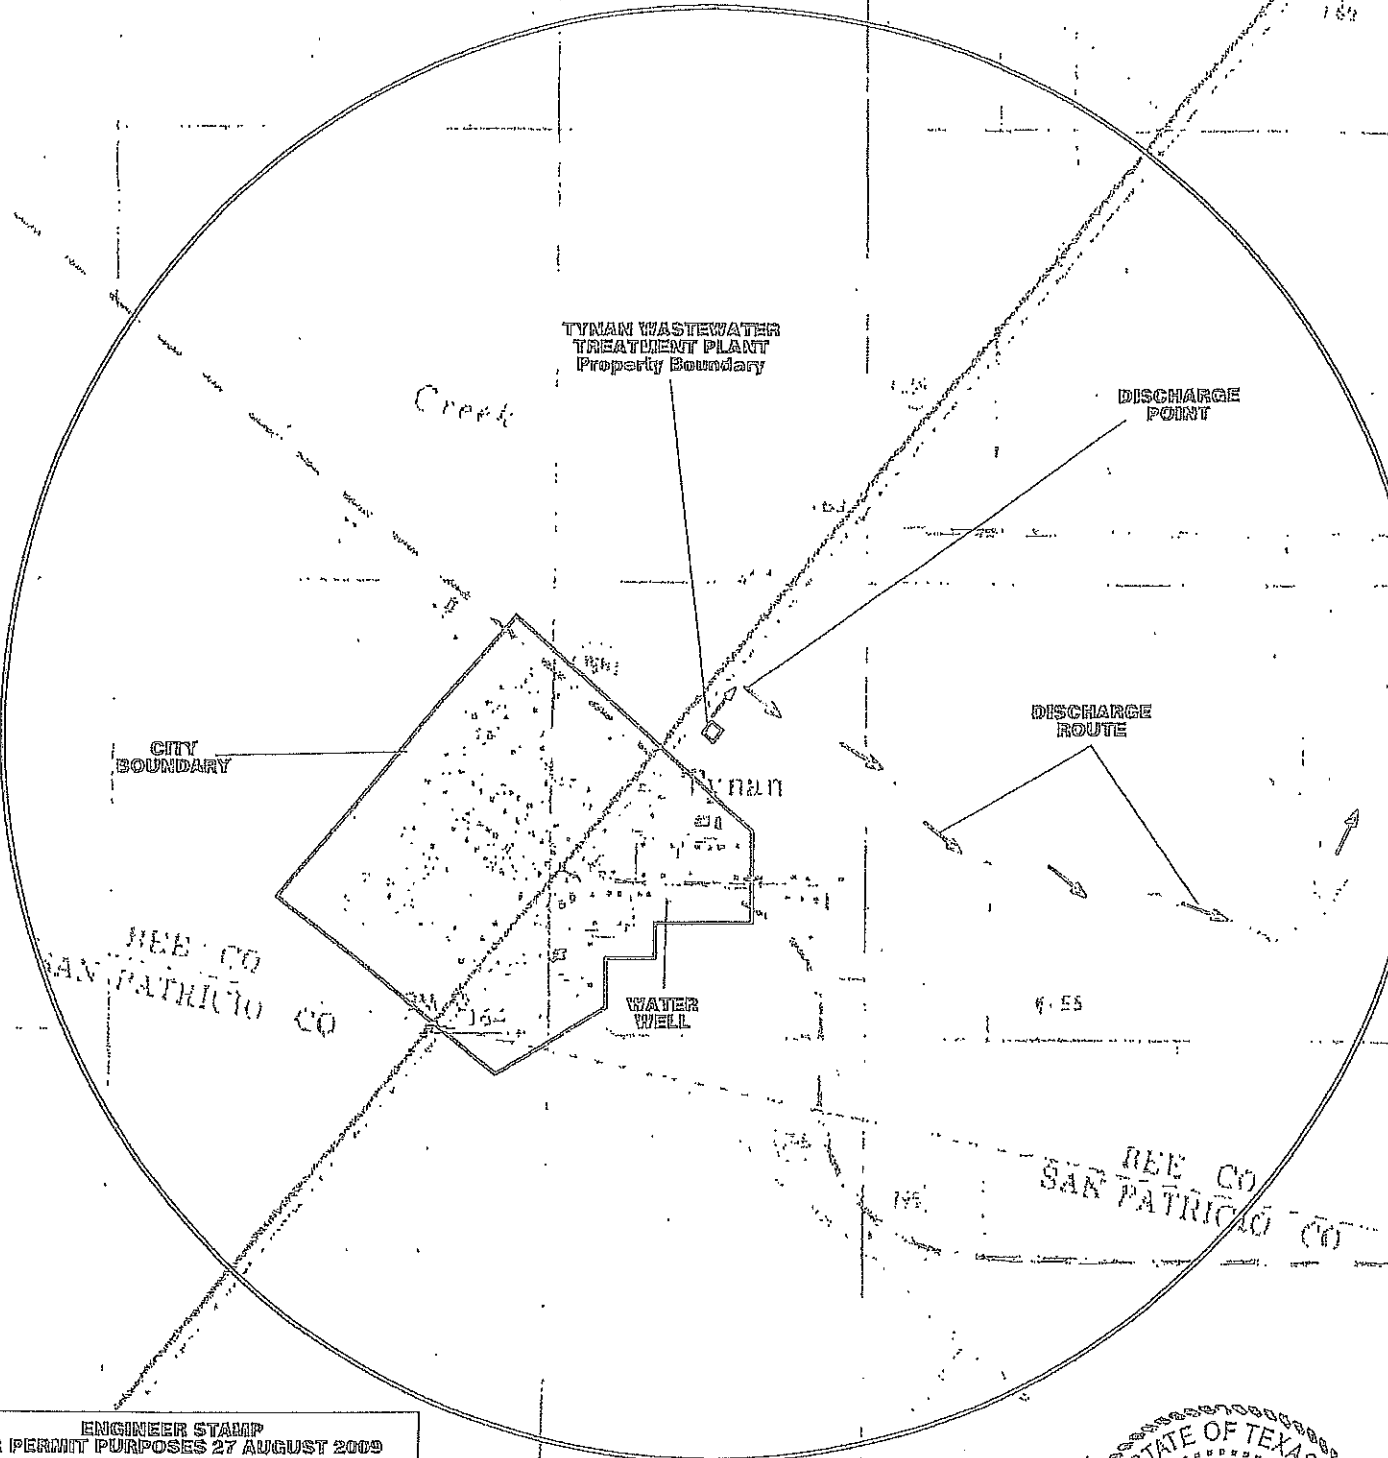 TYNAN WASTEWATER
TREATMENT PLANT
Property Boundary
Creek
DISCHARGE
POINT
DISCHARGE
ROUTE
CITY
BOUNDARY
Tynan
BEE CO
SAN PATRICIO CO
WATER
WELL
BEE CO
SAN PATRICIO CO
ENGINEER STAMP
PERMIT PURPOSES 27 AUGUST 2009
STATE OF TEXAS